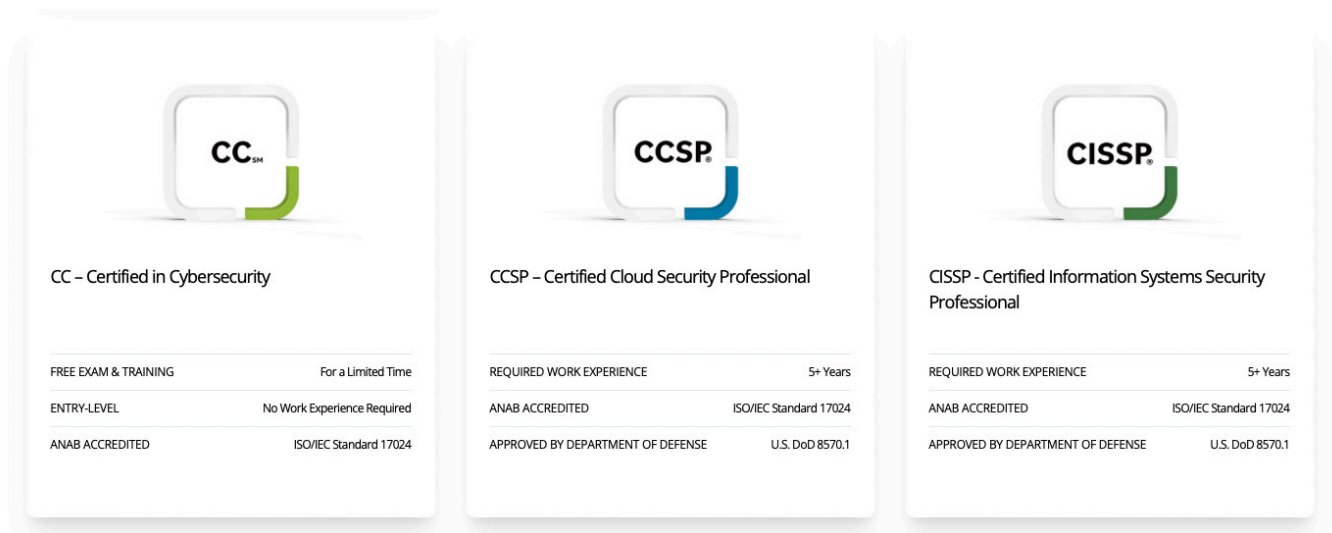 CC SM
CC – Certified in Cybersecurity
FREE EXAM & TRAINING For a Limited Time
ENTRY-LEVEL No Work Experience Required
ANAB ACCREDITED ISO/IEC Standard 17024
CCSP®
CCSP – Certified Cloud Security Professional
REQUIRED WORK EXPERIENCE 5+ Years
ANAB ACCREDITED ISO/IEC Standard 17024
APPROVED BY DEPARTMENT OF DEFENSE U.S. DoD 8570.1
CISSP®
CISSP - Certified Information Systems Security
Professional
REQUIRED WORK EXPERIENCE 5+ Years
ANAB ACCREDITED ISO/IEC Standard 17024
APPROVED BY DEPARTMENT OF DEFENSE U.S. DoD 8570.1